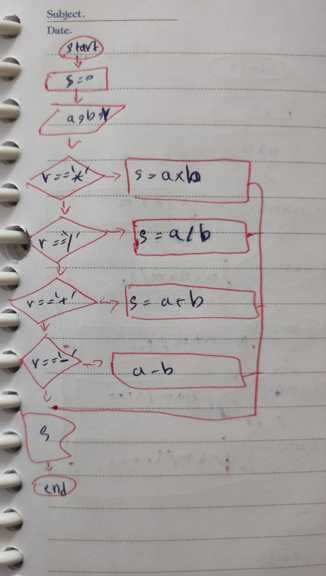 Subject.
Date.
start
s=0
a,b,r
r=='*'
s=a×b
r=='/'
s=a/b
r=='+'
s=a+b
r=='-'
a-b
s
end